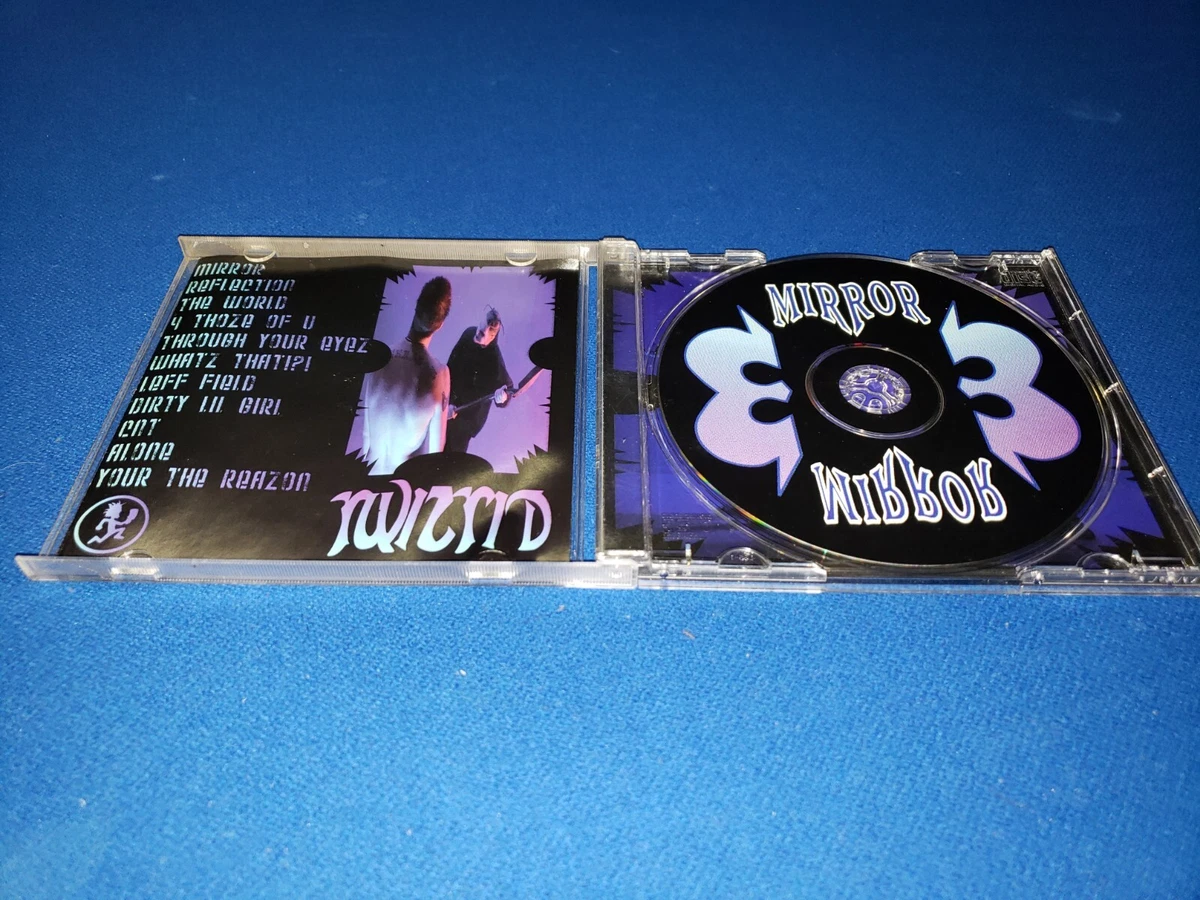 MIRROR
REFLECTION
THE WORLD
4 THOZE OF U
THROUGH YOUR EYEZ
WHATZ THAT!?!
LEFF FIELD
DIRTY LIL GIRL
CNT
ALONE
YOUR THE REAZON
TWIZTID
MIRROR
MIRROR